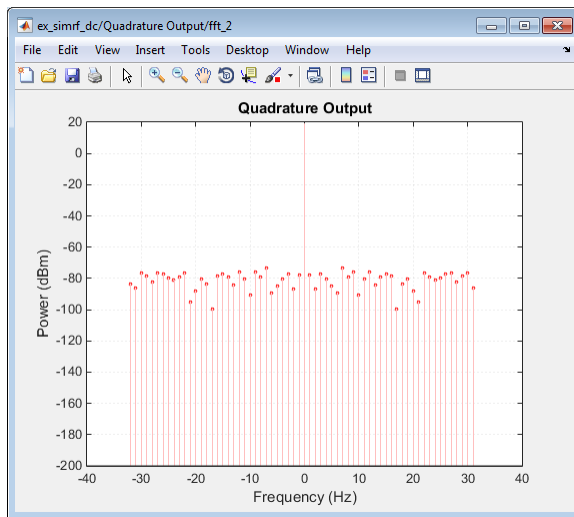 ex_simrf_dc/Quadrature Output/fft_2
File Edit View Insert Tools Desktop Window Help
Quadrature Output
20
0
-20
-40
-60
-80
-100
-120
-140
-160
-180
-200
Power (dBm)
-40 -30 -20 -10 0 10 20 30 40
Frequency (Hz)